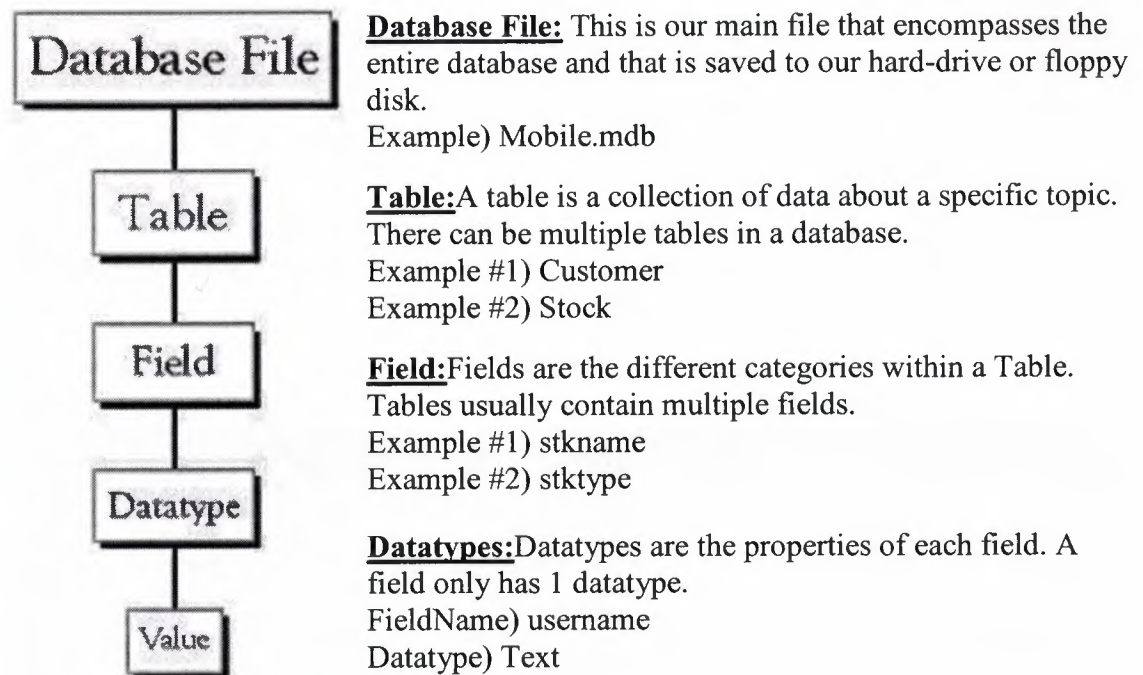 Database File
Table
Field
Datatype
Value
Database File: This is our main file that encompasses the
entire database and that is saved to our hard-drive or floppy
disk.
Example) Mobile.mdb
Table:A table is a collection of data about a specific topic.
There can be multiple tables in a database.
Example #1) Customer
Example #2) Stock
Field:Fields are the different categories within a Table.
Tables usually contain multiple fields.
Example #1) stkname
Example #2) stktype
Datatypes:Datatypes are the properties of each field. A
field only has 1 datatype.
FieldName) username
Datatype) Text